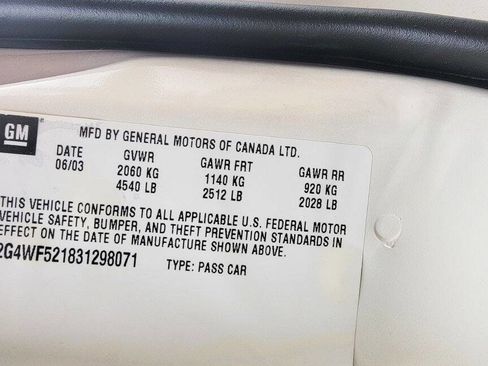 GM
MFD BY GENERAL MOTORS OF CANADA LTD.
DATE GVWR GAWR FRT GAWR RR
06/03 2060 KG 1140 KG 920 KG
4540 LB 2512 LB 2028 LB
THIS VEHICLE CONFORMS TO ALL APPLICABLE U.S. FEDERAL MOTOR
VEHICLE SAFETY, BUMPER, AND THEFT PREVENTION STANDARDS IN
EFFECT ON THE DATE OF MANUFACTURE SHOWN ABOVE.
2G4WF521831298071 TYPE: PASS CAR